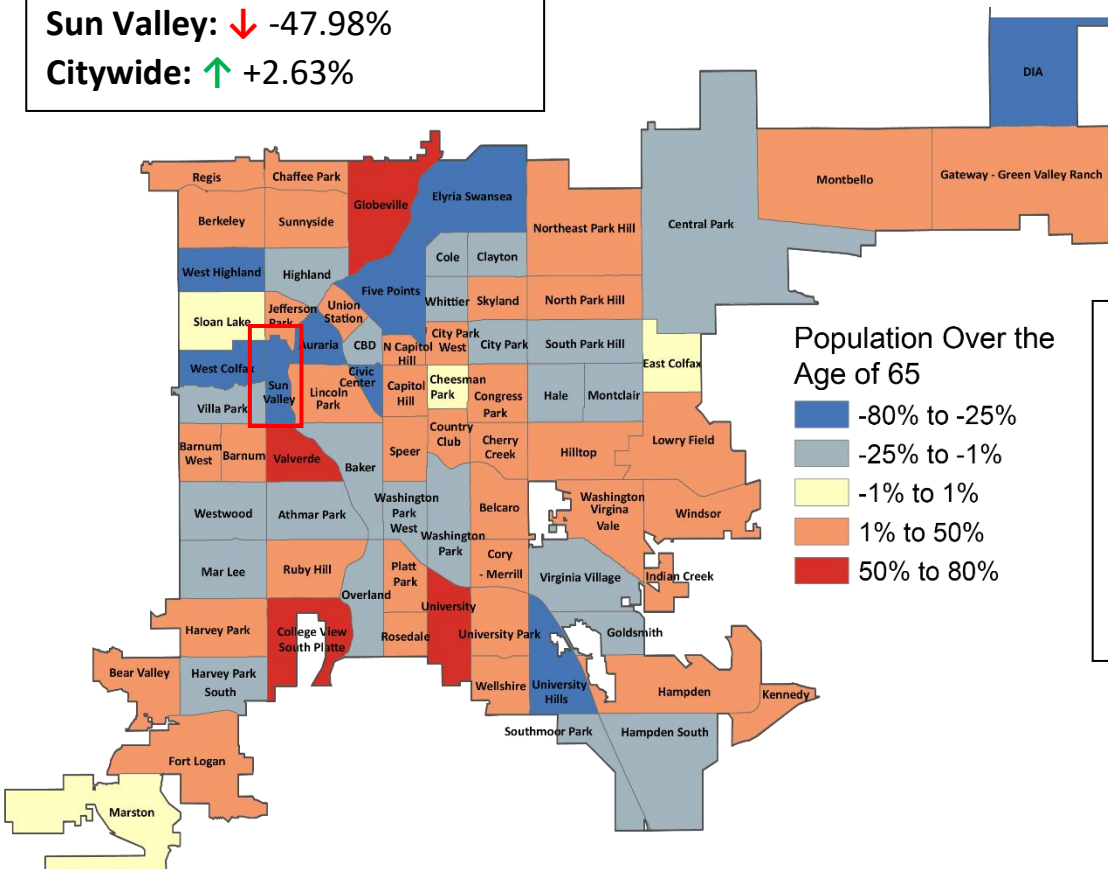 Sun Valley: ↓ -47.98%
Citywide: ↑ +2.63%
DIA
Regis
Chaffee Park
Globeville
Elyria Swansea
Montbello
Gateway - Green Valley Ranch
Berkeley
Sunnyside
Northeast Park Hill
Central Park
West Highland
Highland
Cole
Clayton
Five Points
Whittier
Skyland
North Park Hill
Sloan Lake
Jefferson
Park
Union
Station
Auraria
CBD
N Capitol
Hill
City Park
West
City Park
South Park Hill
East Colfax
West Colfax
Sun
Valley
Civic
Center
Lincoln
Park
Capitol
Hill
Cheesman
Park
Congress
Park
Hale
Montclair
Villa Park
Barnum
West
Barnum
Valverde
Baker
Speer
Country
Club
Cherry
Creek
Hilltop
Lowry Field
Westwood
Athmar Park
Washington
Park
West
Washington
Park
Belcaro
Washington
Virgina
Vale
Windsor
Mar Lee
Ruby Hill
Overland
Platt
Park
Cory
- Merrill
Virginia Village
Indian Creek
Harvey Park
College View
South Platte
University
Rosedale
University Park
Goldsmith
Bear Valley
Harvey Park
South
Wellshire
University
Hills
Hampden
Kennedy
Southmoor Park
Hampden South
Fort Logan
Marston
Population Over the
Age of 65
-80% to -25%
-25% to -1%
-1% to 1%
1% to 50%
50% to 80%